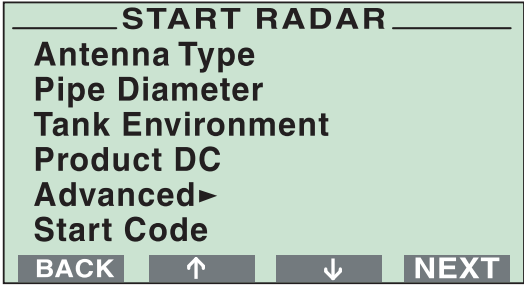 START RADAR
Antenna Type
Pipe Diameter
Tank Environment
Product DC
Advanced►
Start Code
BACK ↑ ↓ NEXT